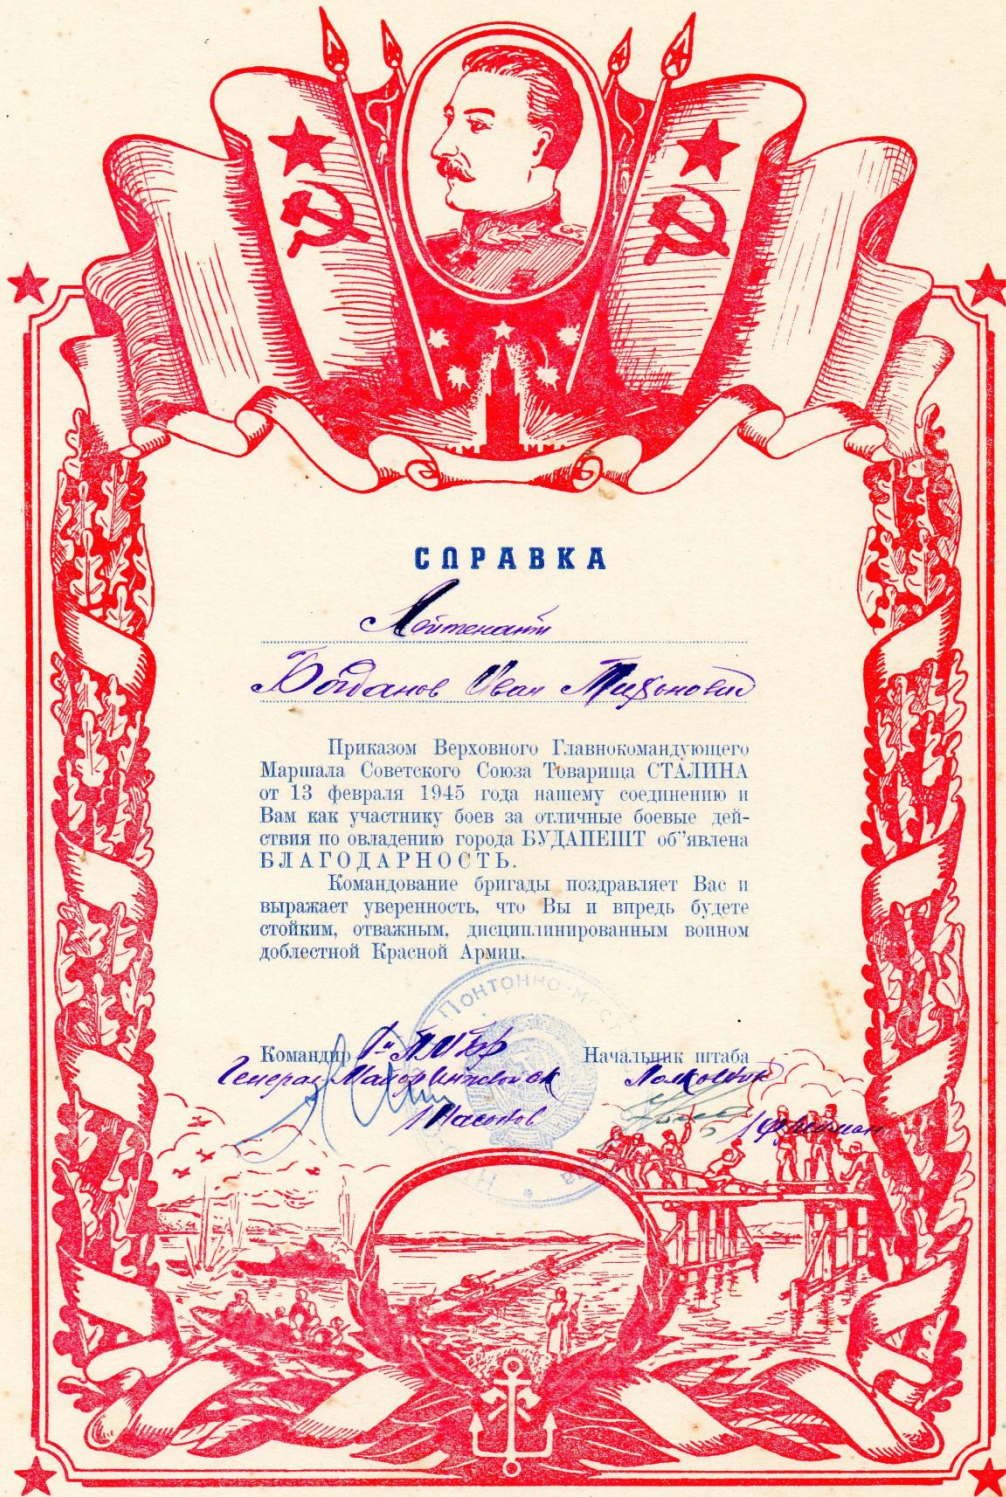 СПРАВКА
Лейтенант
Богданов Иван
Приказом Верховного Главнокомандующего
Маршала Советского Союза Товарища СТАЛИНА
от 13 февраля 1945 года нашему соединению и
Вам как участнику боев за отличные боевые дей-
ствия по овладению города БУДАПЕШТ об"явлена
БЛАГОДАРНОСТЬ.
Командование бригады поздравляет Вас и
выражает уверенность, что Вы и впредь будете
стойким, отважным, дисциплинированным воином
доблестной Красной Армии.
ПОНТОННО-МОСТ
Командир
Начальник штаба
Генерал Майор
Полковник